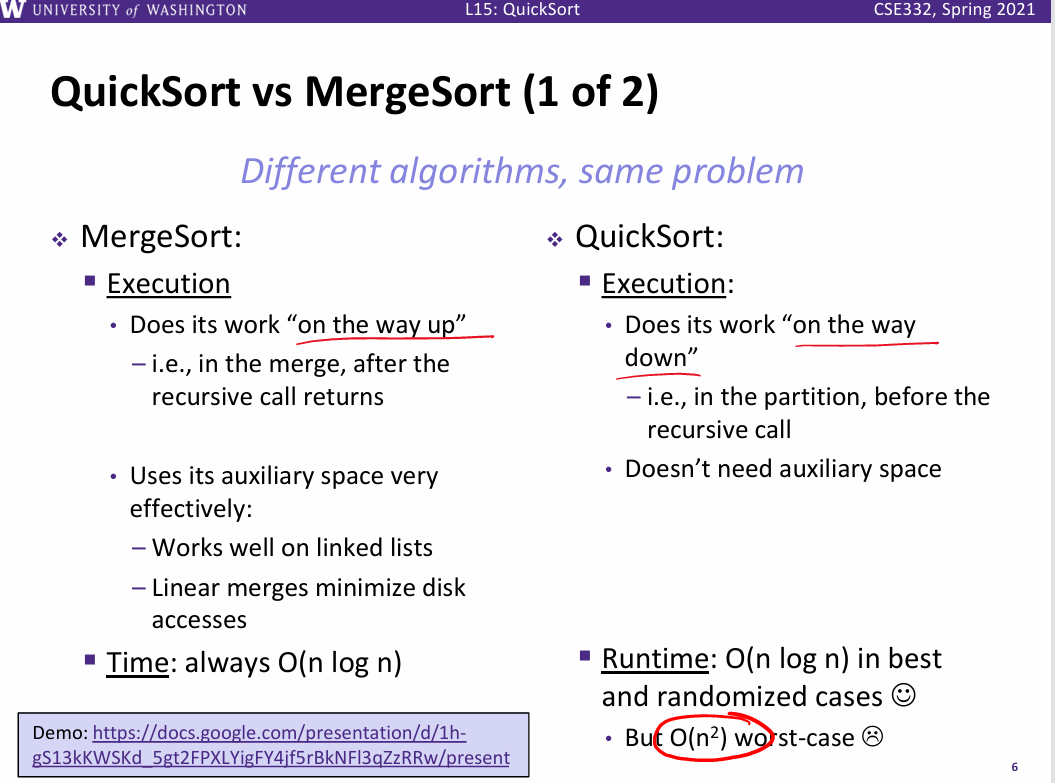 W UNIVERSITY of WASHINGTON
L15: QuickSort
CSE332, Spring 2021
QuickSort vs MergeSort (1 of 2)
Different algorithms, same problem
❖ MergeSort:
▪ Execution
• Does its work “on the way up”
– i.e., in the merge, after the
recursive call returns
• Uses its auxiliary space very
effectively:
– Works well on linked lists
– Linear merges minimize disk
accesses
▪ Time: always O(n log n)
Demo: https://docs.google.com/presentation/d/1h-
gS13kKWSKd_5gt2FPXLYigFY4jf5rBkNFl3qZzRRw/present
❖ QuickSort:
▪ Execution:
• Does its work “on the way
down”
– i.e., in the partition, before the
recursive call
• Doesn’t need auxiliary space
▪ Runtime: O(n log n) in best
and randomized cases ☺
• But O(n²) worst-case ☹
6